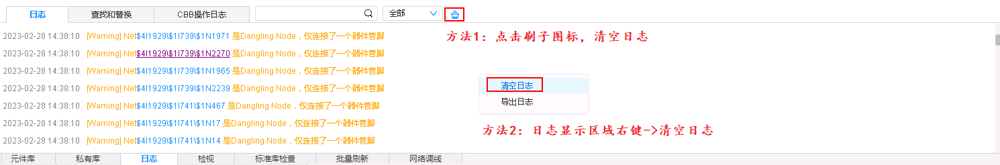 日志 查找和替换 CBB操作日志 全部
2023-02-28 14:38:10 [Warning] Net$4I1929\$1I739\$1N1971 是Dangling Node，仅连接了一个器件管脚
方法1：点击刷子图标，清空日志
2023-02-28 14:38:10 [Warning] Net$4I1929\$1I739\$1N2270 是Dangling Node，仅连接了一个器件管脚
2023-02-28 14:38:10 [Warning] Net$4I1929\$1I739\$1N1965 是Dangling Node，仅连接了一个器件管脚
2023-02-28 14:38:10 [Warning] Net$4I1929\$1I739\$1N2239 是Dangling Node，仅连接了一个器件管脚
清空日志
2023-02-28 14:38:10 [Warning] Net$4I1929\$1I741\$1N467 是Dangling Node，仅连接了一个器件管脚
导出日志
2023-02-28 14:38:10 [Warning] Net$4I1929\$1I741\$1N17 是Dangling Node，仅连接了一个器件管脚
方法2：日志显示区域右键->清空日志
2023-02-28 14:38:10 [Warning] Net$4I1929\$1I741\$1N14 是Dangling Node，仅连接了一个器件管脚
元件库 私有库 日志 检视 标准库检查 批量刷新 网络调线